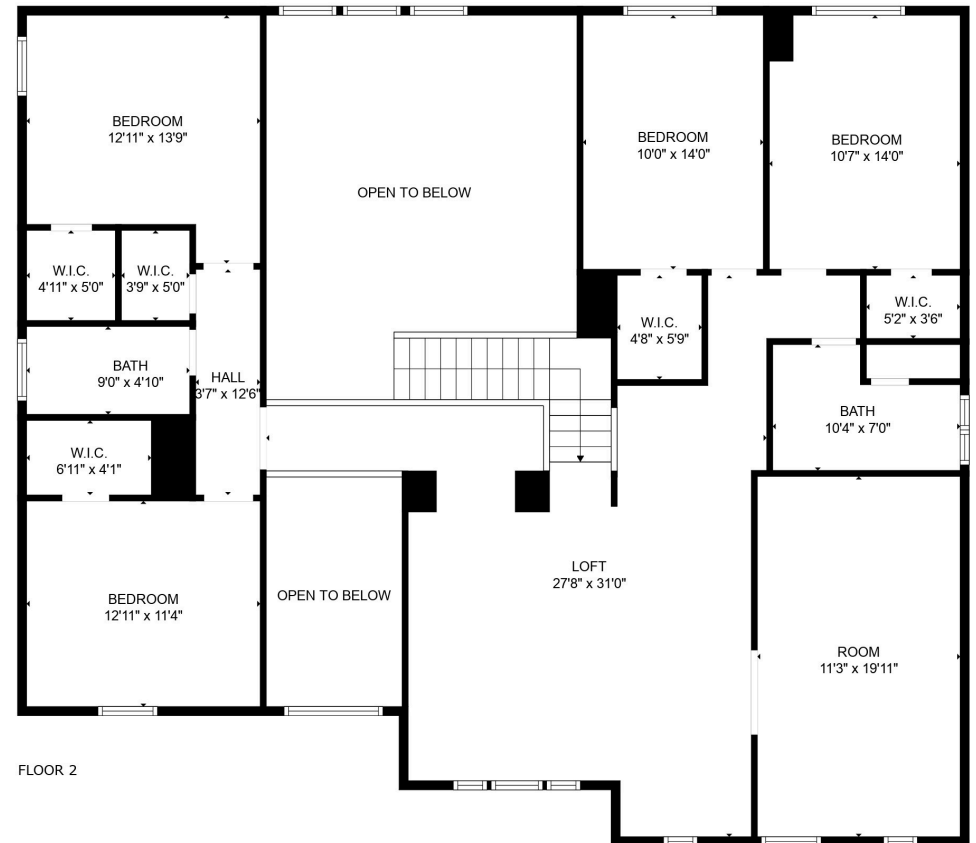 BEDROOM
12'11" x 13'9"
OPEN TO BELOW
BEDROOM
10'0" x 14'0"
BEDROOM
10'7" x 14'0"
W.I.C.
4'11" x 5'0"
W.I.C.
3'9" x 5'0"
W.I.C.
4'8" x 5'9"
W.I.C.
5'2" x 3'6"
BATH
9'0" x 4'10"
HALL
3'7" x 12'6"
BATH
10'4" x 7'0"
W.I.C.
6'11" x 4'1"
LOFT
27'8" x 31'0"
BEDROOM
12'11" x 11'4"
OPEN TO BELOW
ROOM
11'3" x 19'11"
FLOOR 2